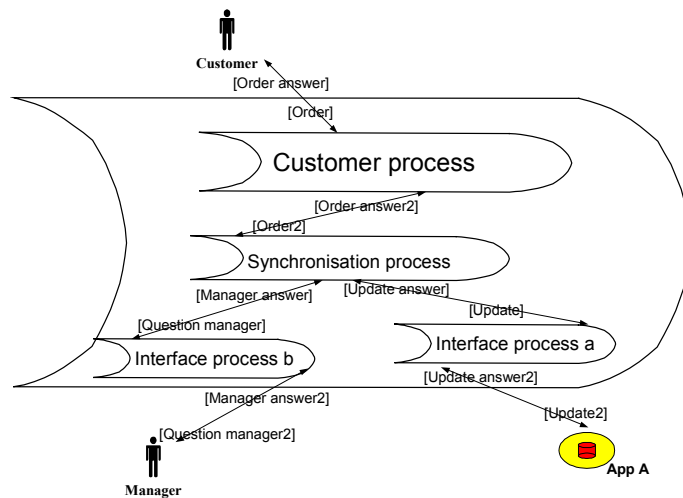 Customer
[Order answer]
[Order]
Customer process
[Order answer2]
[Order2]
Synchronisation process
[Manager answer]
[Update answer]
[Question manager]
[Update]
Interface process b
Interface process a
[Manager answer2]
[Update answer2]
[Question manager2]
[Update2]
Manager
App A